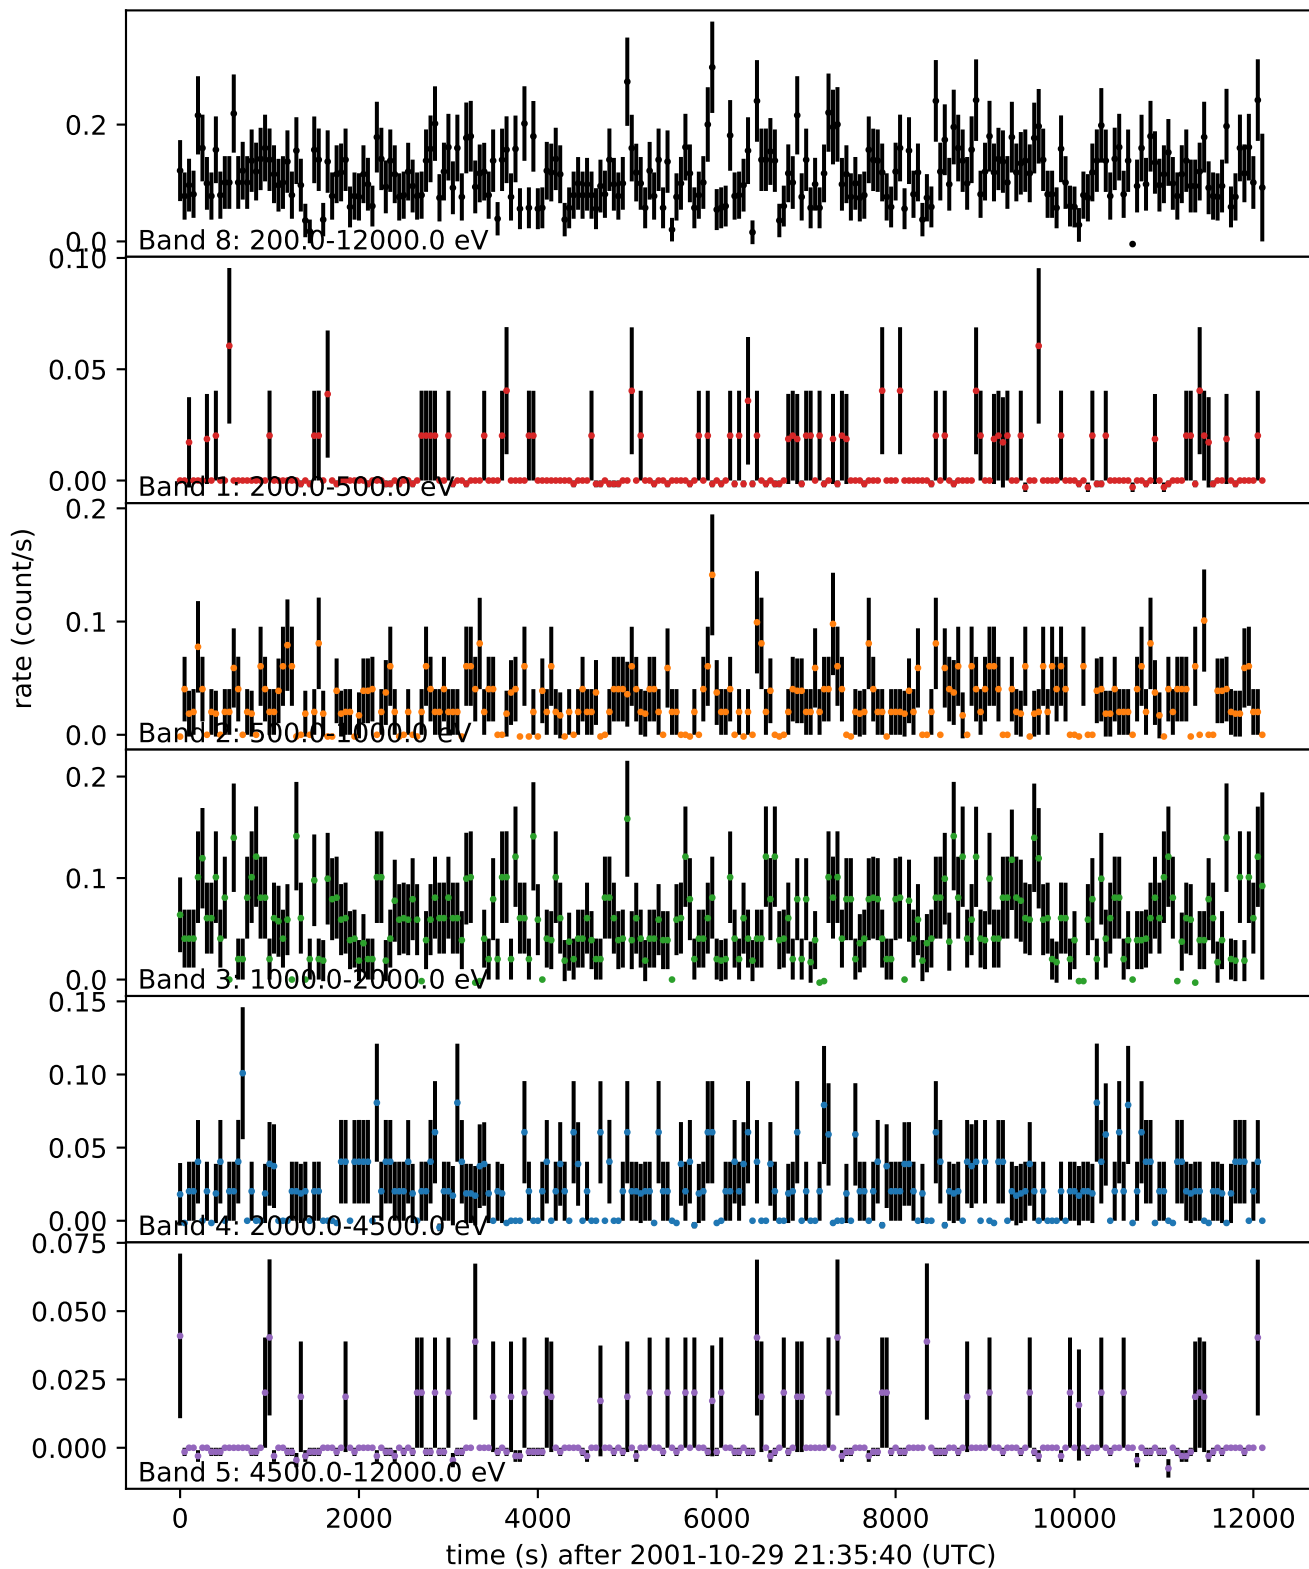 0.2
0.0
Band 8: 200.0-12000.0 eV
0.10
0.05
0.00
Band 1: 200.0-500.0 eV
0.2
0.1
0.0
Band 2: 500.0-1000.0 eV
rate (count/s)
0.2
0.1
0.0
Band 3: 1000.0-2000.0 eV
0.15
0.10
0.05
0.00
Band 4: 2000.0-4500.0 eV
0.075
0.050
0.025
0.000
Band 5: 4500.0-12000.0 eV
0 2000 4000 6000 8000 10000 12000
time (s) after 2001-10-29 21:35:40 (UTC)